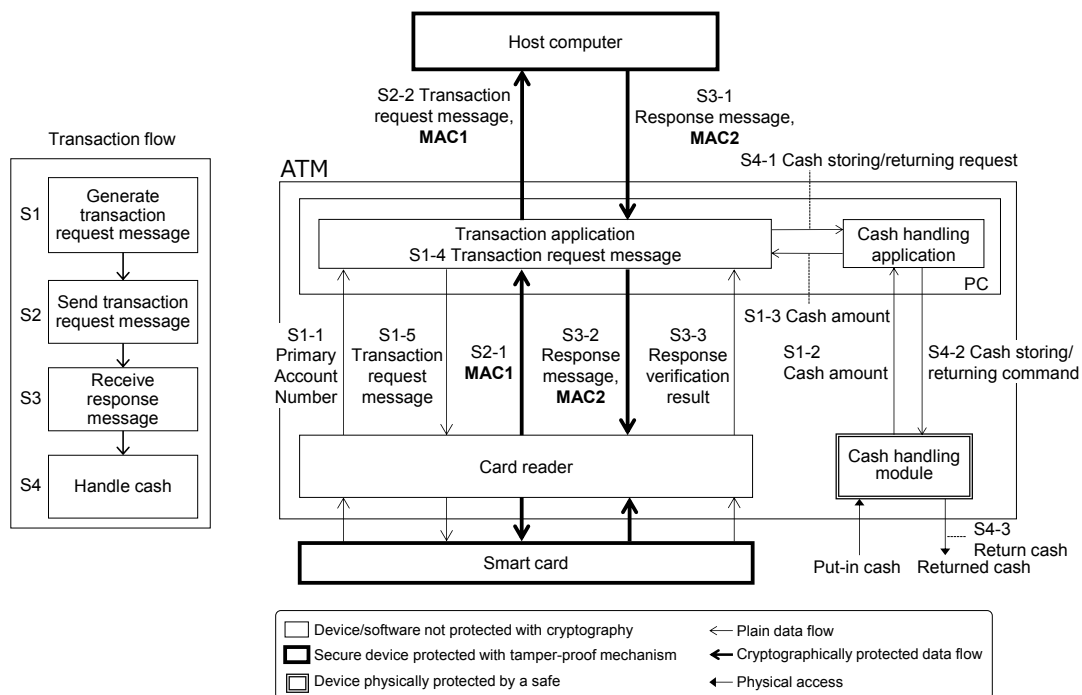 Host computer
S2-2 Transaction
request message,
MAC1
S3-1
Response message,
MAC2
Transaction flow
S1
Generate
transaction
request message
S2
Send transaction
request message
S3
Receive
response
message
S4
Handle cash
ATM
S4-1 Cash storing/returning request
Transaction application
S1-4 Transaction request message
Cash handling
application
PC
S1-3 Cash amount
S1-1
Primary
Account
Number
S1-5
Transaction
request
message
S2-1
MAC1
S3-2
Response
message,
MAC2
S3-3
Response
verification
result
S1-2
Cash amount
S4-2 Cash storing/
returning command
Card reader
Cash handling
module
Smart card
Put-in cash
Returned cash
S4-3
Return cash
Device/software not protected with cryptography
Secure device protected with tamper-proof mechanism
Device physically protected by a safe
Plain data flow
Cryptographically protected data flow
Physical access